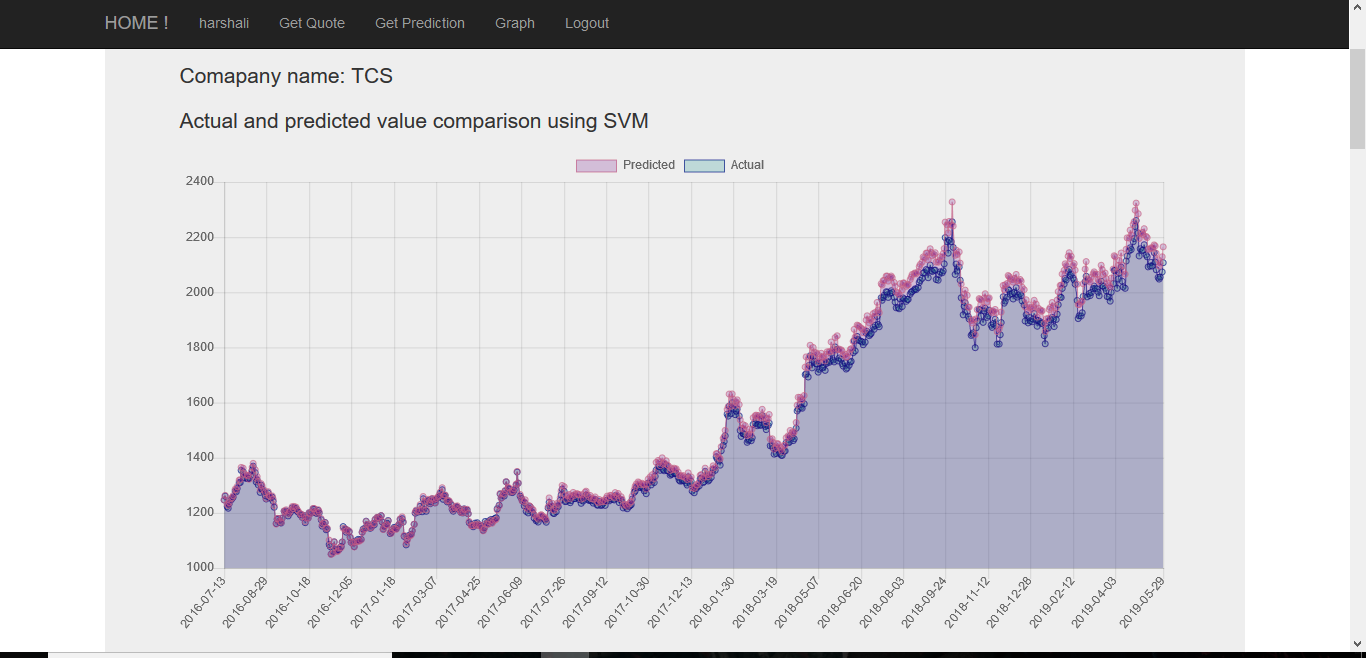 HOME ! harshali Get Quote Get Prediction Graph Logout
Comapany name: TCS
Actual and predicted value comparison using SVM
Predicted Actual
2400
2200
2000
1800
1600
1400
1200
1000
2016-07-13 2016-08-29 2016-10-18 2016-12-05 2017-01-18 2017-03-07 2017-04-25 2017-06-09 2017-07-26 2017-09-12 2017-10-30 2017-12-13 2018-01-30 2018-03-19 2018-05-07 2018-06-20 2018-08-03 2018-09-24 2018-11-12 2018-12-28 2019-02-12 2019-04-03 2019-05-29